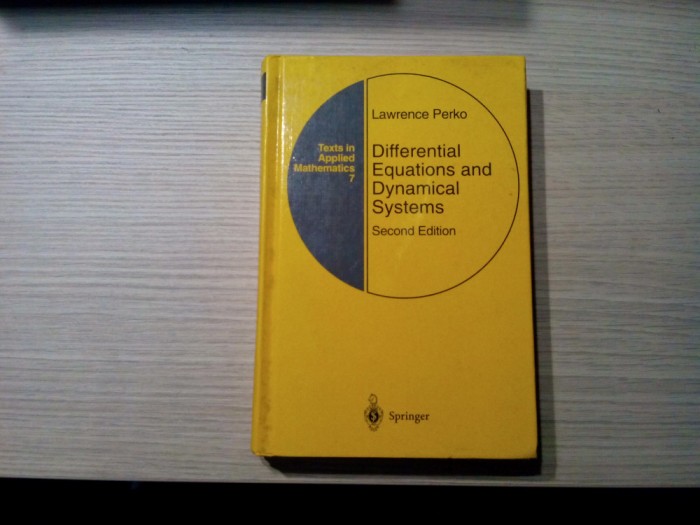 Lawrence Perko
Texts in
Applied
Mathematics
7
Differential
Equations and
Dynamical
Systems
Second Edition
Springer